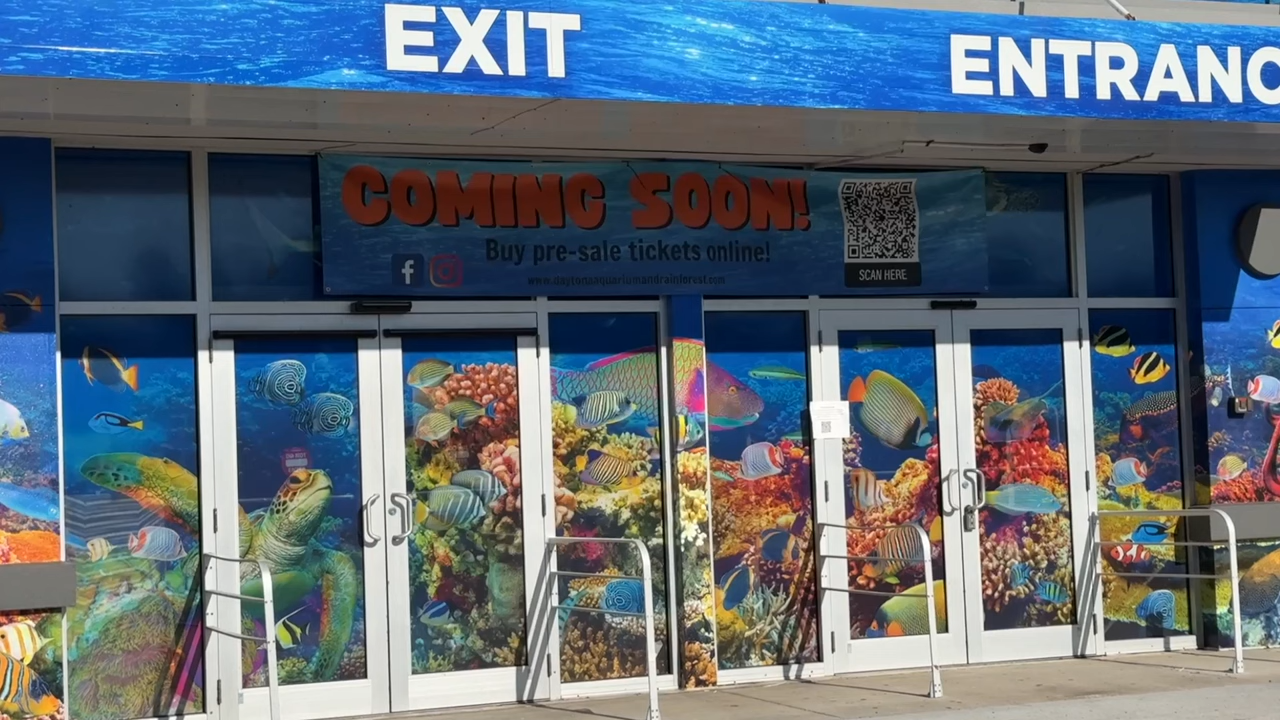 EXIT
ENTRANC
COMING SOON!
Buy pre-sale tickets online!
www.daytonaaquariumandrainforest.com
SCAN HERE